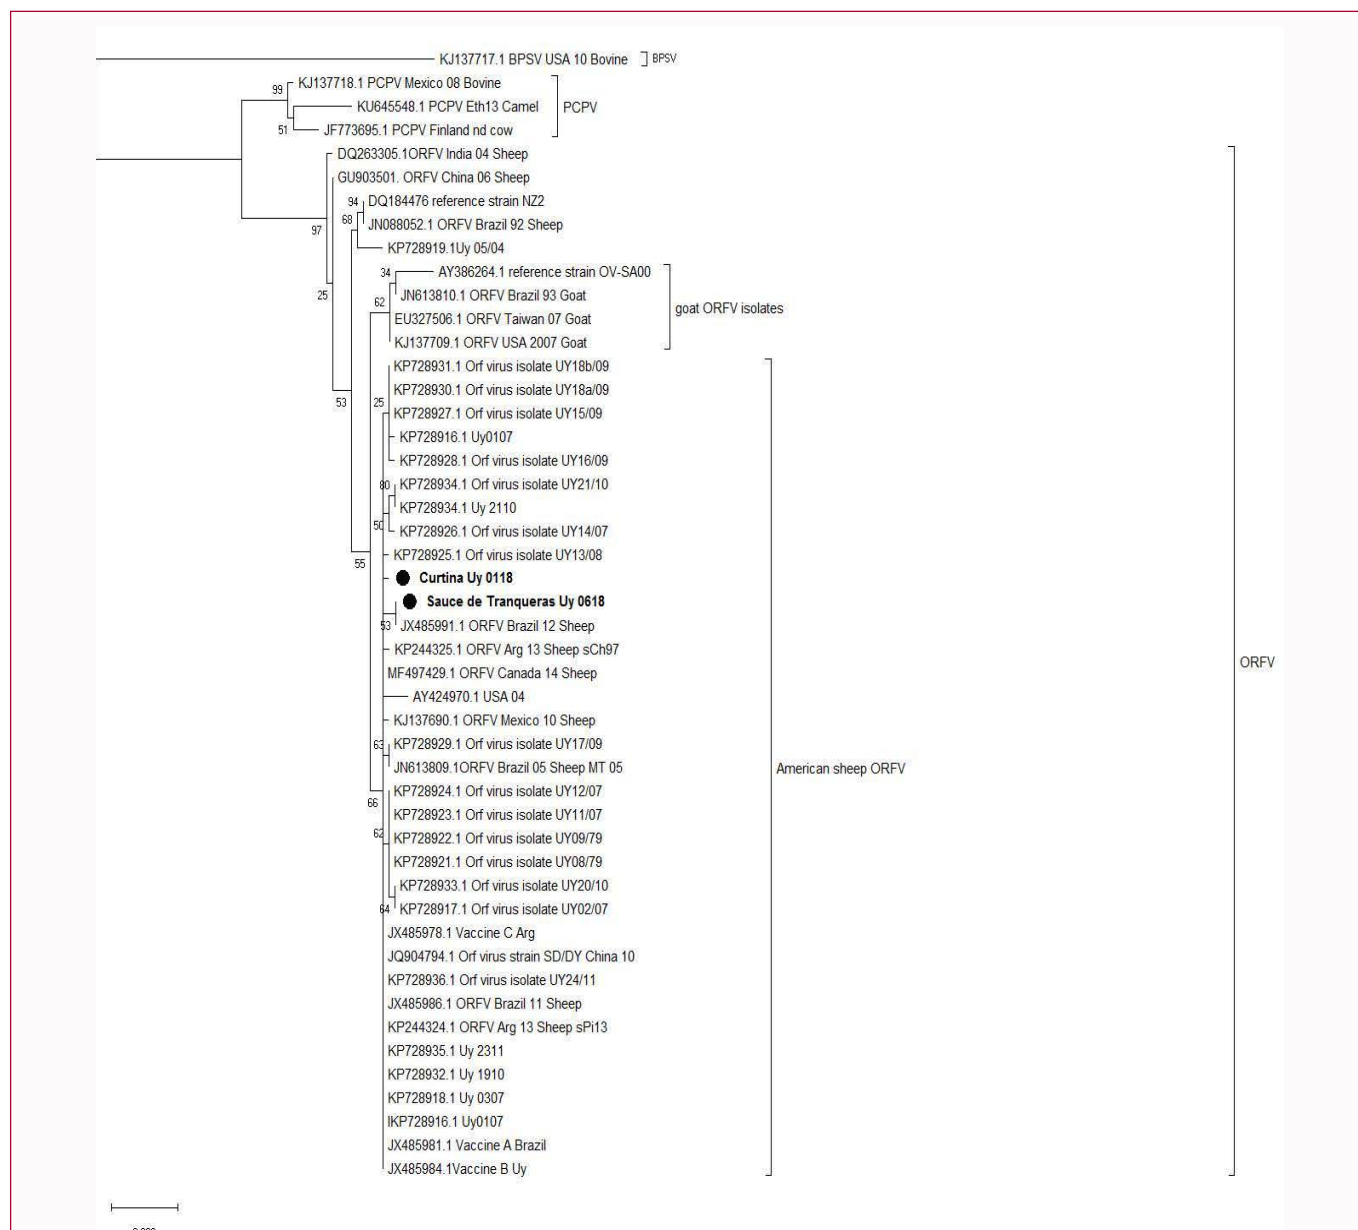 KJ137717.1 BPSV USA 10 Bovine
BPSV
KJ137718.1 PCPV Mexico 08 Bovine
99
KU645548.1 PCPV Eth13 Camel
PCPV
51
JF773695.1 PCPV Finland nd cow
DQ263305.1ORFV India 04 Sheep
GU903501. ORFV China 06 Sheep
94
DQ184476 reference strain NZ2
68
JN088052.1 ORFV Brazil 92 Sheep
97
KP728919.1Uy 05/04
34
AY386264.1 reference strain OV-SA00
25
JN613810.1 ORFV Brazil 93 Goat
62
goat ORFV isolates
EU327506.1 ORFV Taiwan 07 Goat
KJ137709.1 ORFV USA 2007 Goat
KP728931.1 Orf virus isolate UY18b/09
KP728930.1 Orf virus isolate UY18a/09
53
25
KP728927.1 Orf virus isolate UY15/09
KP728916.1 Uy0107
KP728928.1 Orf virus isolate UY16/09
80
KP728934.1 Orf virus isolate UY21/10
KP728934.1 Uy 2110
50
KP728926.1 Orf virus isolate UY14/07
KP728925.1 Orf virus isolate UY13/08
55
Curtina Uy 0118
Sauce de Tranqueras Uy 0618
53
JX485991.1 ORFV Brazil 12 Sheep
KP244325.1 ORFV Arg 13 Sheep sCh97
ORFV
MF497429.1 ORFV Canada 14 Sheep
AY424970.1 USA 04
KJ137690.1 ORFV Mexico 10 Sheep
63
KP728929.1 Orf virus isolate UY17/09
JN613809.1ORFV Brazil 05 Sheep MT 05
American sheep ORFV
KP728924.1 Orf virus isolate UY12/07
66
KP728923.1 Orf virus isolate UY11/07
62
KP728922.1 Orf virus isolate UY09/79
KP728921.1 Orf virus isolate UY08/79
KP728933.1 Orf virus isolate UY20/10
64
KP728917.1 Orf virus isolate UY02/07
JX485978.1 Vaccine C Arg
JQ904794.1 Orf virus strain SD/DY China 10
KP728936.1 Orf virus isolate UY24/11
JX485986.1 ORFV Brazil 11 Sheep
KP244324.1 ORFV Arg 13 Sheep sPi13
KP728935.1 Uy 2311
KP728932.1 Uy 1910
KP728918.1 Uy 0307
IKP728916.1 Uy0107
JX485981.1 Vaccine A Brazil
JX485984.1Vaccine B Uy